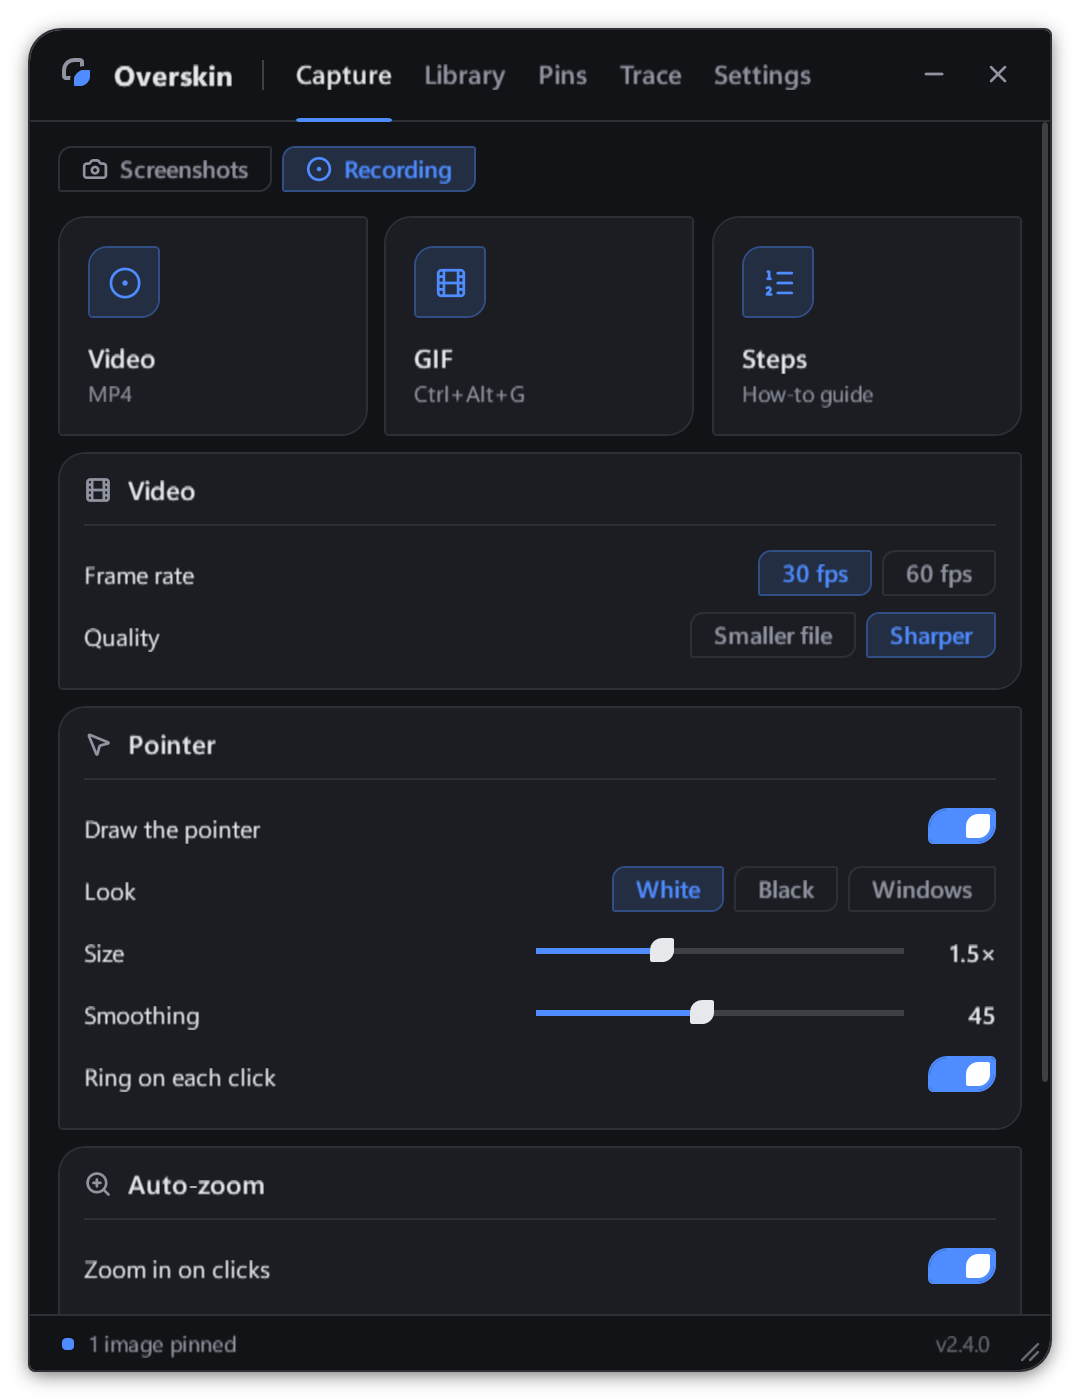 Overskin Capture Library Pins Trace Settings
Screenshots Recording
Video GIF Steps
MP4 Ctrl+Alt+G How-to guide
Video
Frame rate 30 fps 60 fps
Quality Smaller file Sharper
Pointer
Draw the pointer
Look White Black Windows
Size 1.5×
Smoothing 45
Ring on each click
Auto-zoom
Zoom in on clicks
1 image pinned v2.4.0